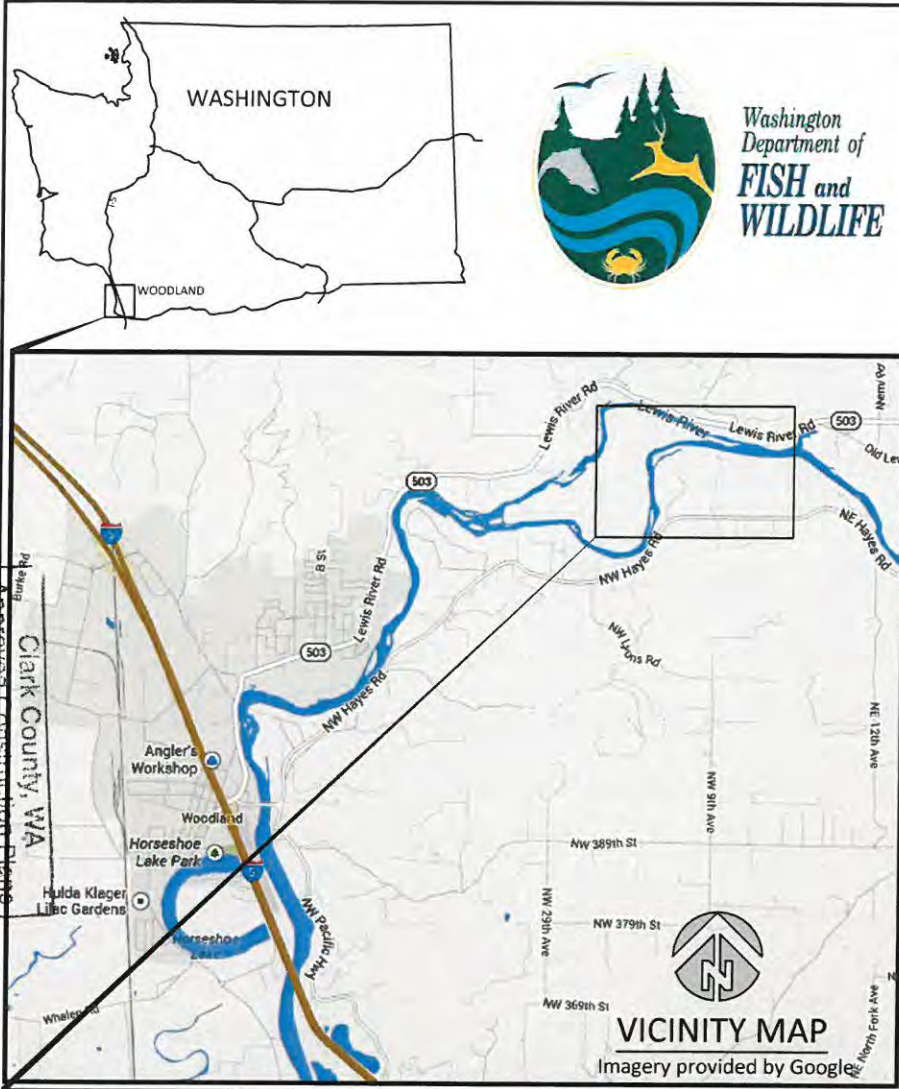 WASHINGTON
WOODLAND
Washington
Department of
FISH and
WILDLIFE
Lewis River Rd
Lewis River
Lewis River Rd
503
Old Lew
503
NE Hayes Rd
NW Hayes Rd
Burke Rd
B St
Lewis River Rd
503
NW Lyons Rd
NW Hayes Rd
NE 12th Ave
Clark County, WA
Angler's
Workshop
NW 9th Ave
Woodland
Horseshoe
Lake Park
5
NW 389th St
Hulda Klager
Lilac Gardens
NW Pacific Hwy
NW 29th Ave
NW 379th St
Horseshoe
N
NW 369th St
NE North Fork Ave
VICINITY MAP
Imagery provided by Google